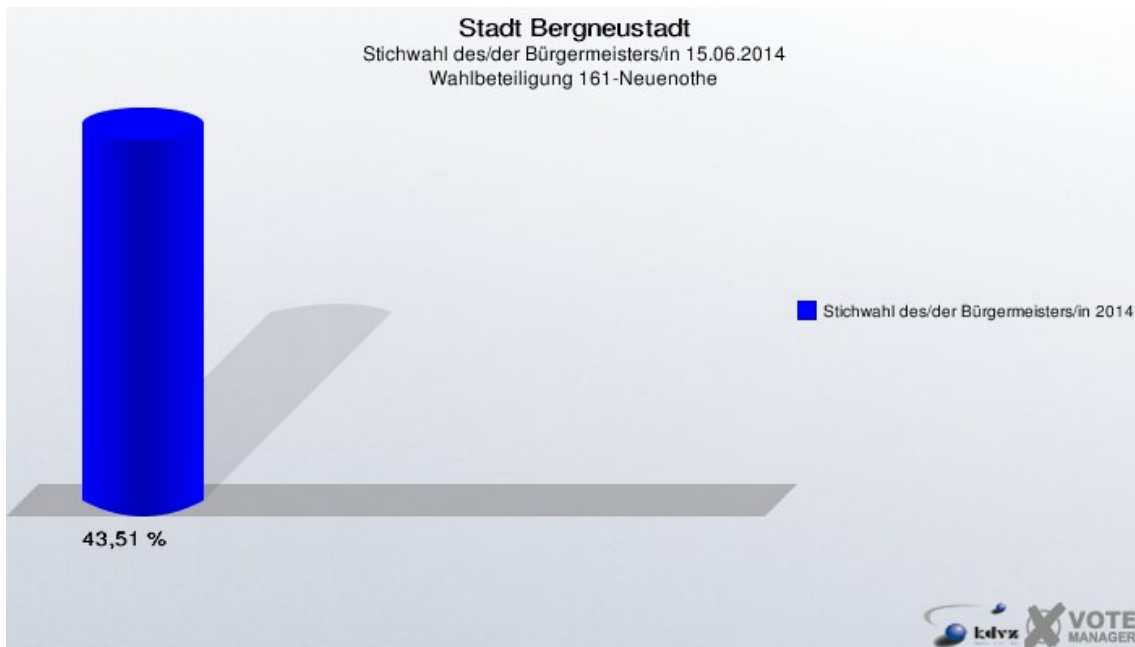 Stadt Bergneustadt
Stichwahl des/der Bürgermeisters/in 15.06.2014
Wahlbeteiligung 161-Neuenothe
Stichwahl des/der Bürgermeisters/in 2014
43,51 %
kdvz
VOTE
MANAGER